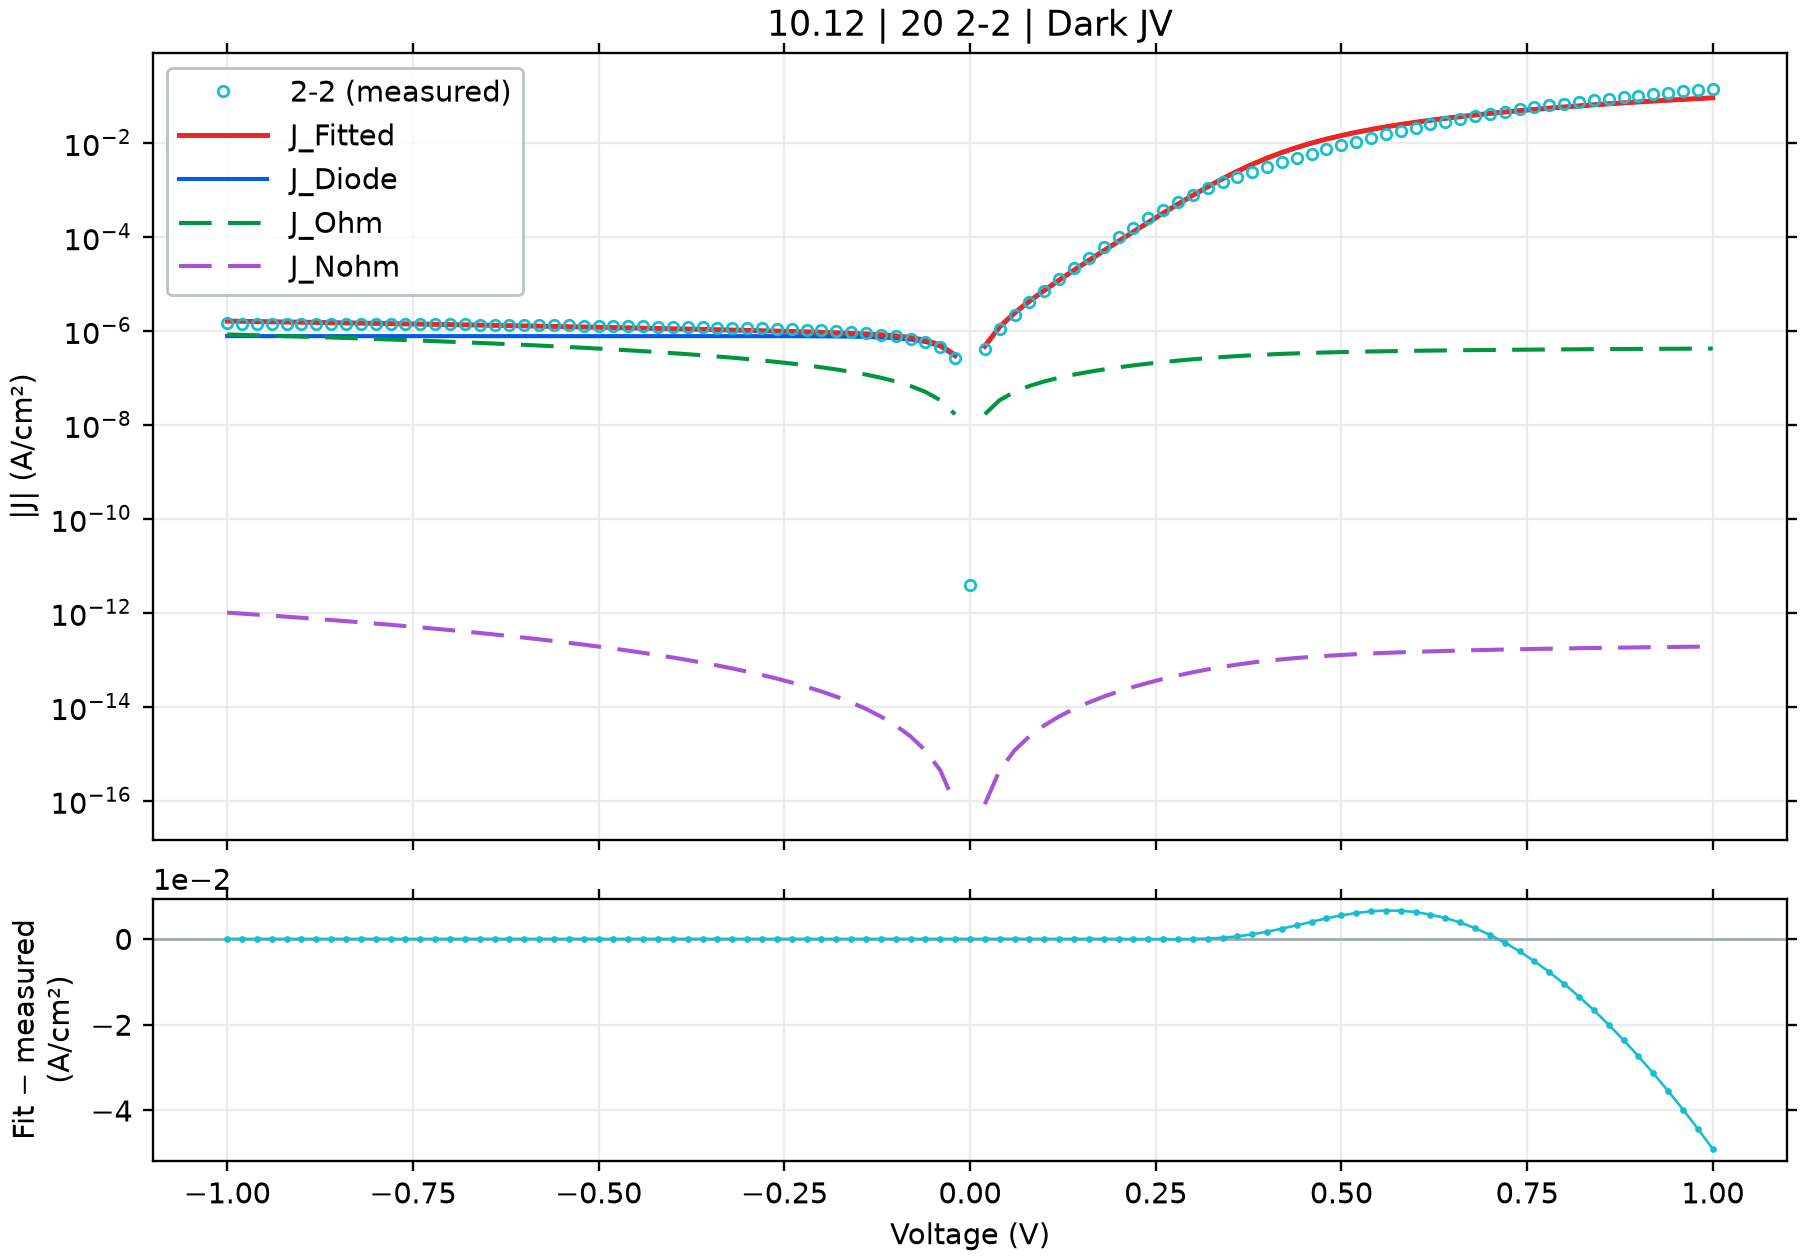 10.12 | 20 2-2 | Dark JV
2-2 (measured)
J_Fitted
J_Diode
J_Ohm
J_Nohm
|J| (A/cm²)
10⁻²
10⁻⁴
10⁻⁶
10⁻⁸
10⁻¹⁰
10⁻¹²
10⁻¹⁴
10⁻¹⁶
1e−2
Fit − measured
(A/cm²)
0
−2
−4
−1.00 −0.75 −0.50 −0.25 0.00 0.25 0.50 0.75 1.00
Voltage (V)